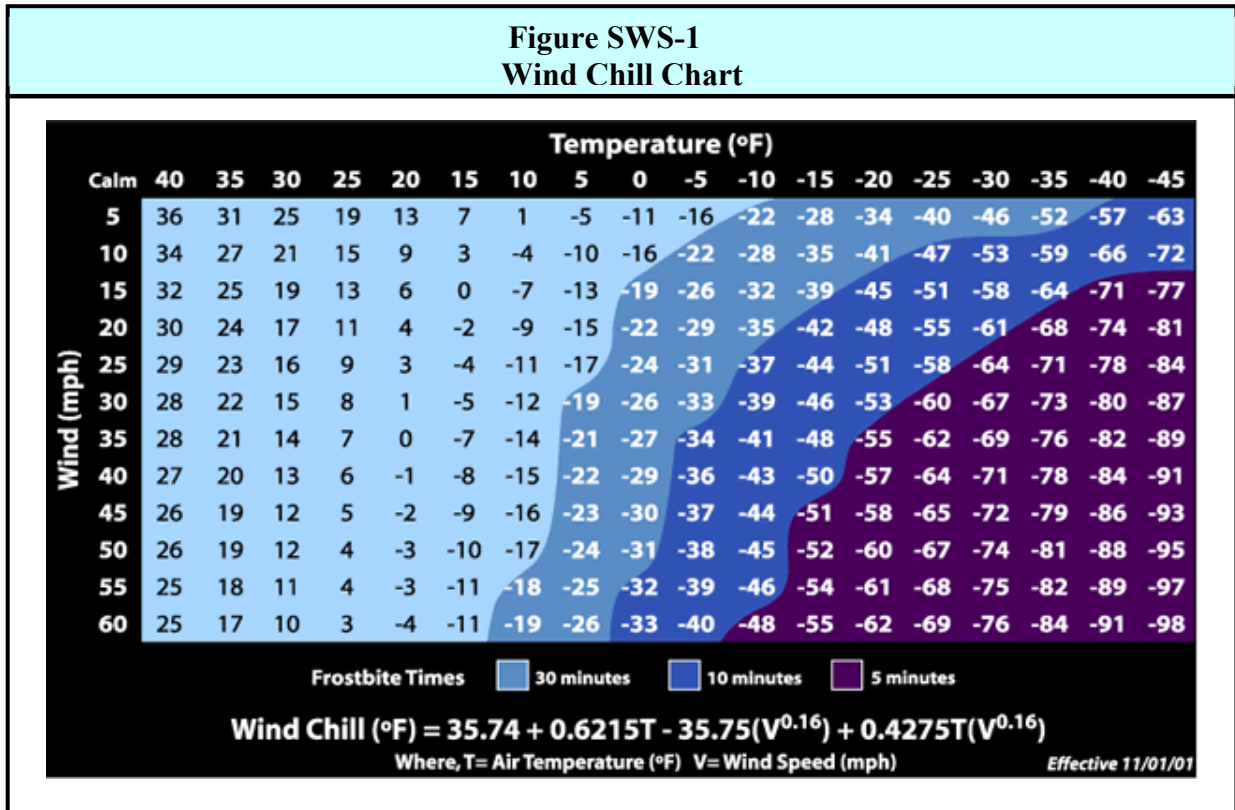 Figure SWS-1
Wind Chill Chart
Temperature (ºF)
Calm 40 35 30 25 20 15 10 5 0 -5 -10 -15 -20 -25 -30 -35 -40 -45
Wind (mph)
5 36 31 25 19 13 7 1 -5 -11 -16 -22 -28 -34 -40 -46 -52 -57 -63
10 34 27 21 15 9 3 -4 -10 -16 -22 -28 -35 -41 -47 -53 -59 -66 -72
15 32 25 19 13 6 0 -7 -13 -19 -26 -32 -39 -45 -51 -58 -64 -71 -77
20 30 24 17 11 4 -2 -9 -15 -22 -29 -35 -42 -48 -55 -61 -68 -74 -81
25 29 23 16 9 3 -4 -11 -17 -24 -31 -37 -44 -51 -58 -64 -71 -78 -84
30 28 22 15 8 1 -5 -12 -19 -26 -33 -39 -46 -53 -60 -67 -73 -80 -87
35 28 21 14 7 0 -7 -14 -21 -27 -34 -41 -48 -55 -62 -69 -76 -82 -89
40 27 20 13 6 -1 -8 -15 -22 -29 -36 -43 -50 -57 -64 -71 -78 -84 -91
45 26 19 12 5 -2 -9 -16 -23 -30 -37 -44 -51 -58 -65 -72 -79 -86 -93
50 26 19 12 4 -3 -10 -17 -24 -31 -38 -45 -52 -60 -67 -74 -81 -88 -95
55 25 18 11 4 -3 -11 -18 -25 -32 -39 -46 -54 -61 -68 -75 -82 -89 -97
60 25 17 10 3 -4 -11 -19 -26 -33 -40 -48 -55 -62 -69 -76 -84 -91 -98
Frostbite Times 30 minutes 10 minutes 5 minutes
Wind Chill (ºF) = 35.74 + 0.6215T - 35.75(V^0.16) + 0.4275T(V^0.16)
Where, T= Air Temperature (ºF) V= Wind Speed (mph) Effective 11/01/01